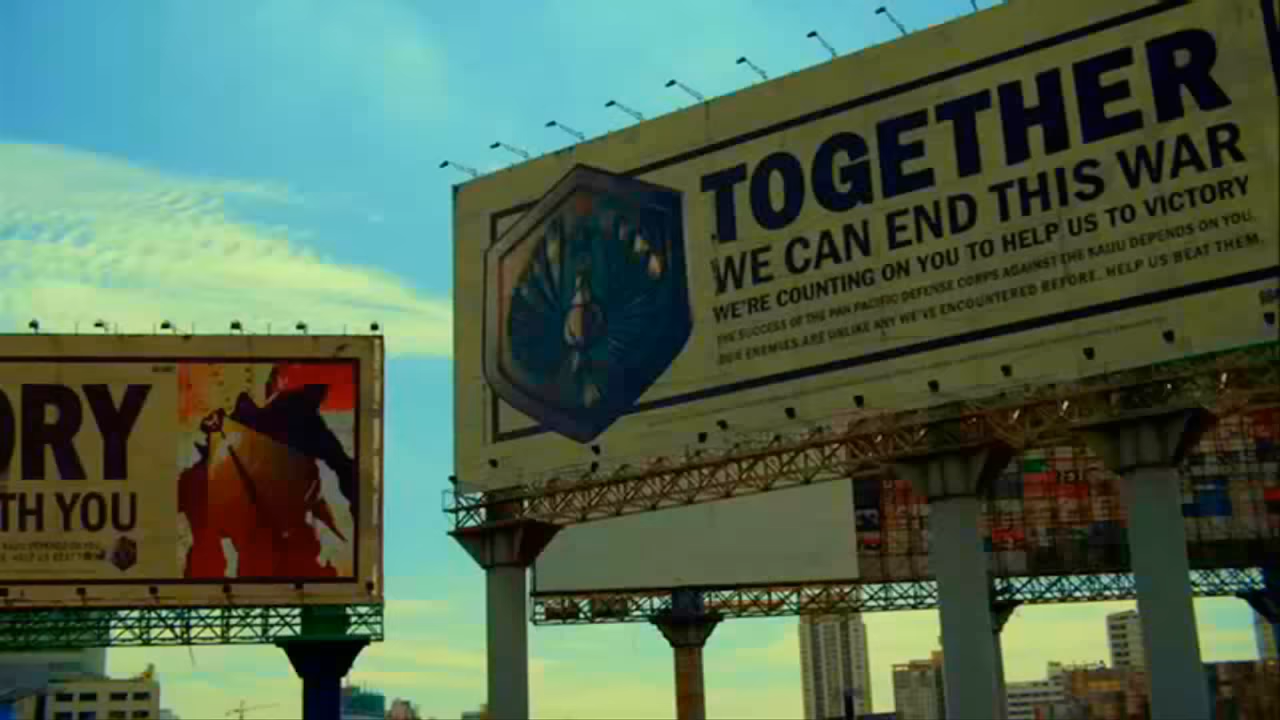 ORY
TH YOU
TOGETHER
WE CAN END THIS WAR
WE'RE COUNTING ON YOU TO HELP US TO VICTORY
THE SUCCESS OF THE PAN PACIFIC DEFENSE CORPS AGAINST THE KAIJU DEPENDS ON YOU.
OUR ENEMIES ARE UNLIKE ANY WE'VE ENCOUNTERED BEFORE. HELP US BEAT THEM.